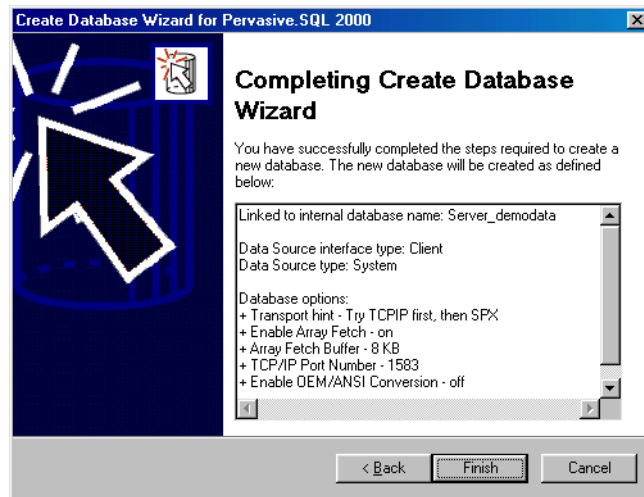 Create Database Wizard for Pervasive.SQL 2000
Completing Create Database
Wizard
You have successfully completed the steps required to create a
new database. The new database will be created as defined
below:
Linked to internal database name: Server_demodata
Data Source interface type: Client
Data Source type: System
Database options:
+ Transport hint - Try TCPIP first, then SPX
+ Enable Array Fetch - on
+ Array Fetch Buffer - 8 KB
+ TCP/IP Port Number - 1583
+ Enable OEM/ANSI Conversion - off
< Back
Finish
Cancel